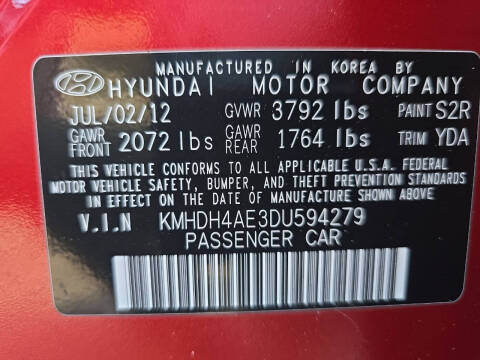 MANUFACTURED IN KOREA BY
HYUNDAI MOTOR COMPANY
JUL/02/12 GVWR 3792 lbs PAINT S2R
GAWR FRONT 2072 lbs GAWR REAR 1764 lbs TRIM YDA
THIS VEHICLE CONFORMS TO ALL APPLICABLE U.S.A. FEDERAL
MOTOR VEHICLE SAFETY, BUMPER, AND THEFT PREVENTION STANDARDS
IN EFFECT ON THE DATE OF MANUFACTURE SHOWN ABOVE.
V.I.N KMHDH4AE3DU594279
PASSENGER CAR